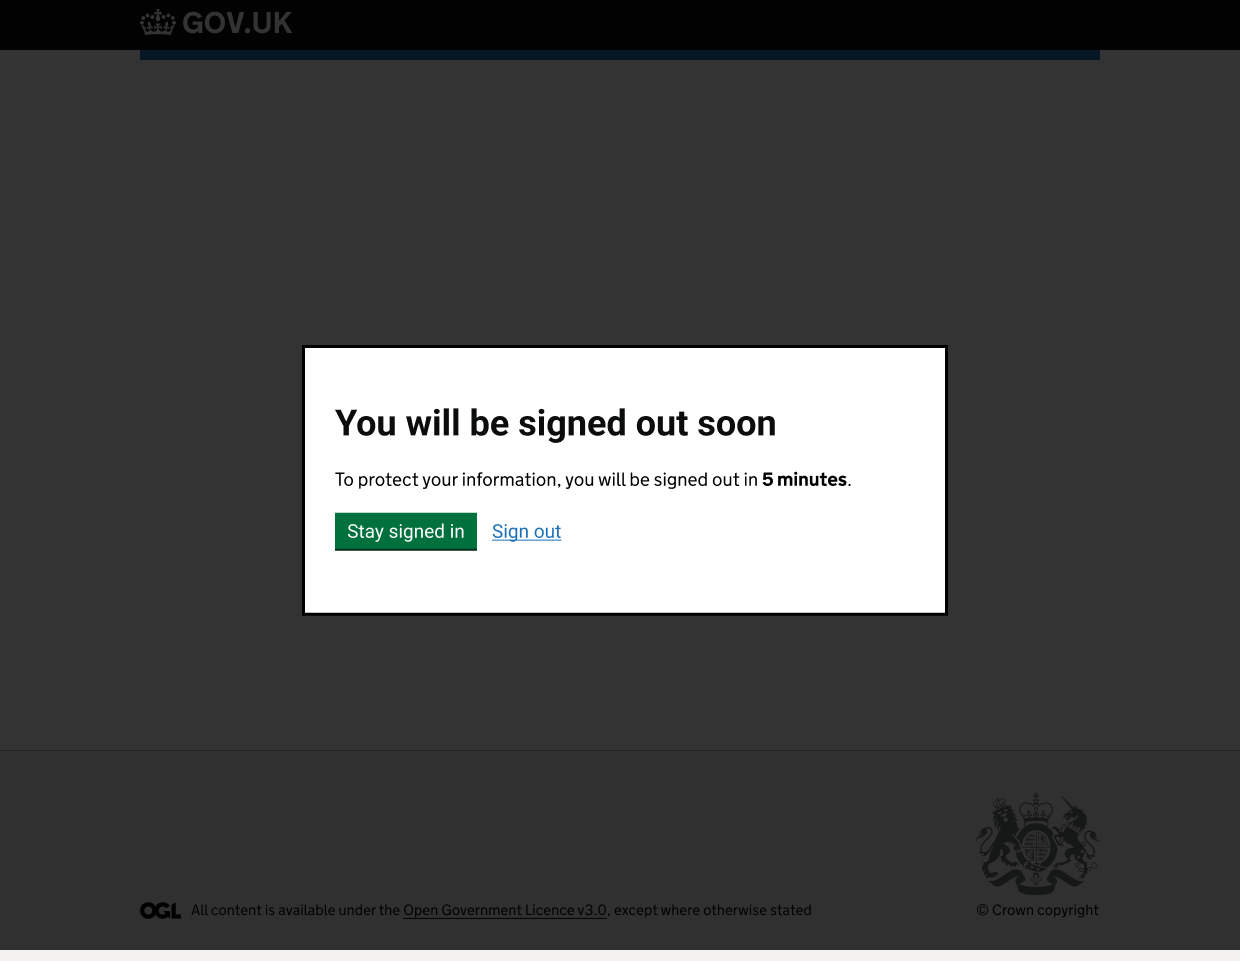 GOV.UK
You will be signed out soon
To protect your information, you will be signed out in 5 minutes.
Stay signed in Sign out
OGL All content is available under the Open Government Licence v3.0, except where otherwise stated
© Crown copyright